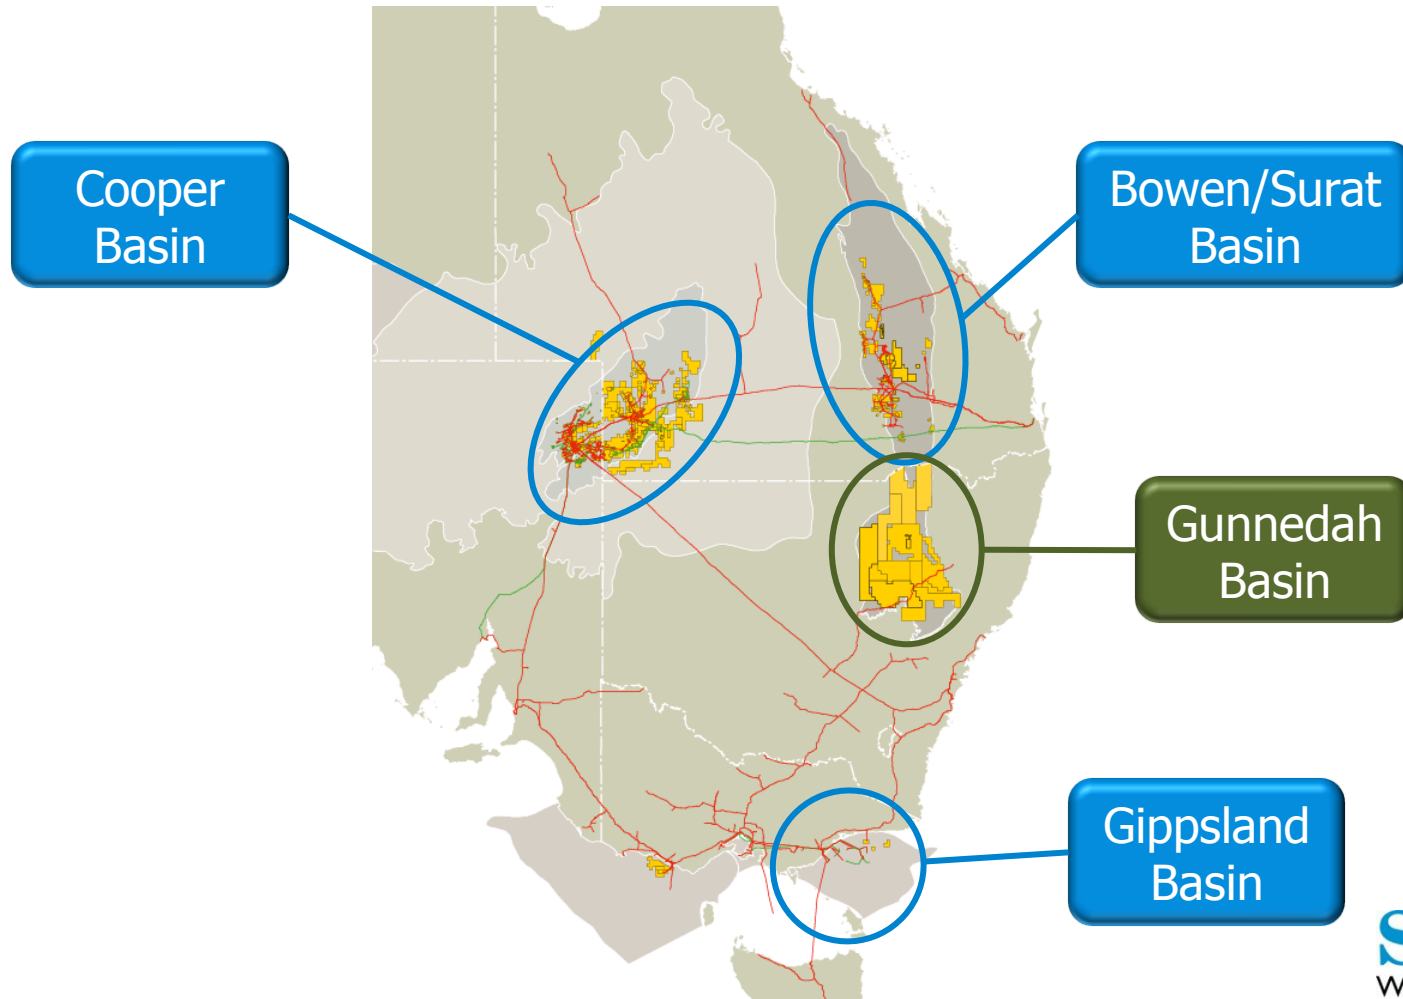 Cooper
Basin
Bowen/Surat
Basin
Gunnedah
Basin
Gippsland
Basin